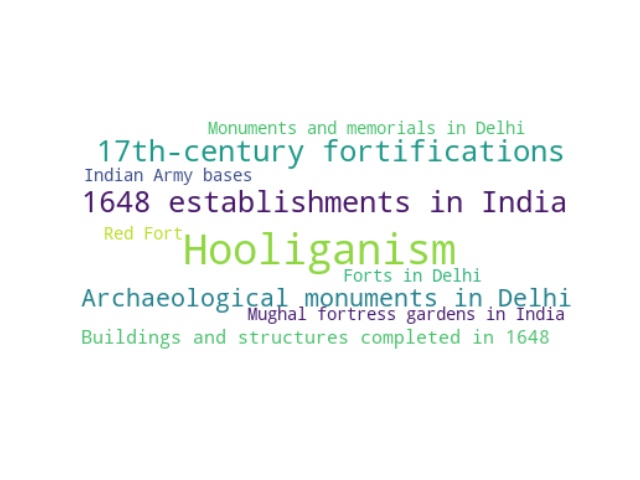 Monuments and memorials in Delhi
17th-century fortifications
Indian Army bases
1648 establishments in India
Red Fort
Hooliganism
Forts in Delhi
Archaeological monuments in Delhi
Mughal fortress gardens in India
Buildings and structures completed in 1648